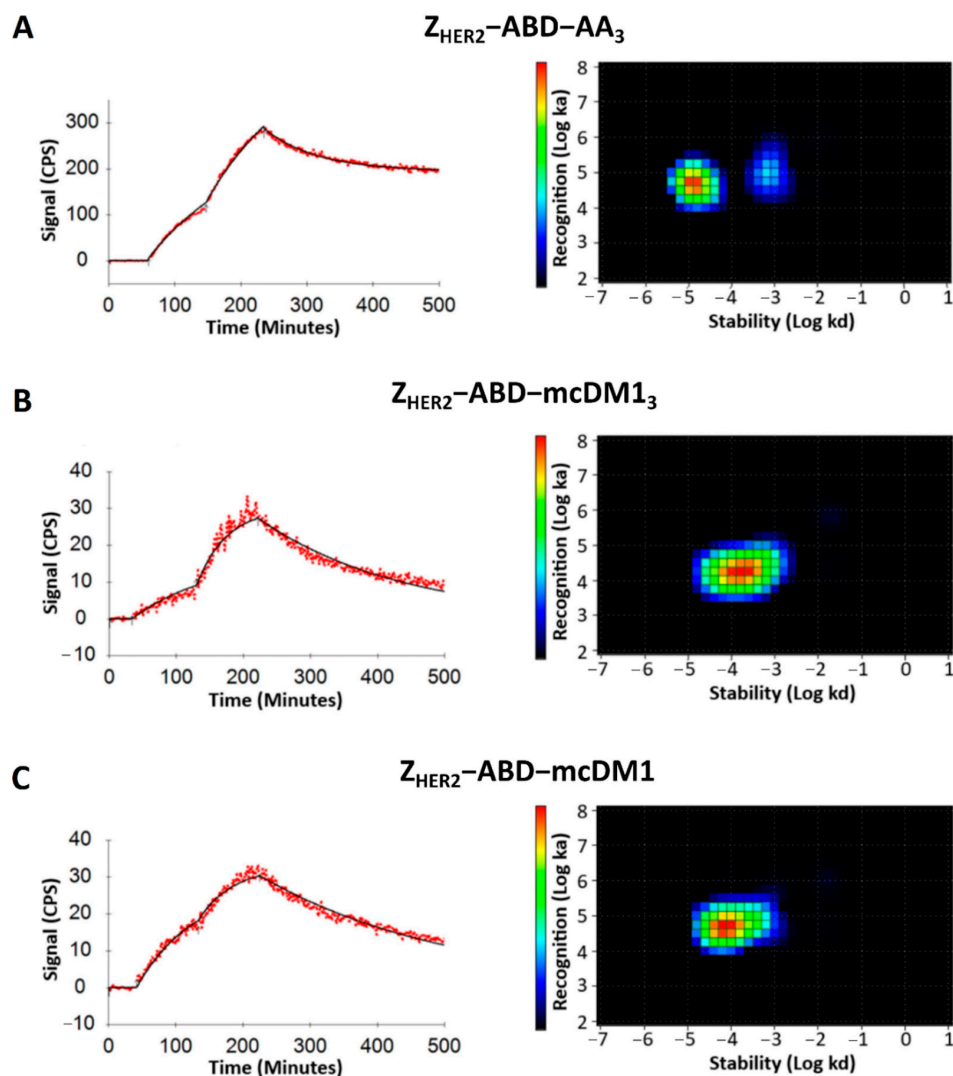 A
Z_HER2–ABD–AA_3
300
200
100
0
Signal (CPS)
0 100 200 300 400 500
Time (Minutes)
8
7
6
5
4
3
2
Recognition (Log ka)
−7 −6 −5 −4 −3 −2 −1 0 1
Stability (Log kd)
B
Z_HER2–ABD–mcDM1_3
40
30
20
10
0
−10
Signal (CPS)
0 100 200 300 400 500
Time (Minutes)
8
7
6
5
4
3
2
Recognition (Log ka)
−7 −6 −5 −4 −3 −2 −1 0 1
Stability (Log kd)
C
Z_HER2–ABD–mcDM1
40
30
20
10
0
−10
Signal (CPS)
0 100 200 300 400 500
Time (Minutes)
8
7
6
5
4
3
2
Recognition (Log ka)
−7 −6 −5 −4 −3 −2 −1 0 1
Stability (Log kd)